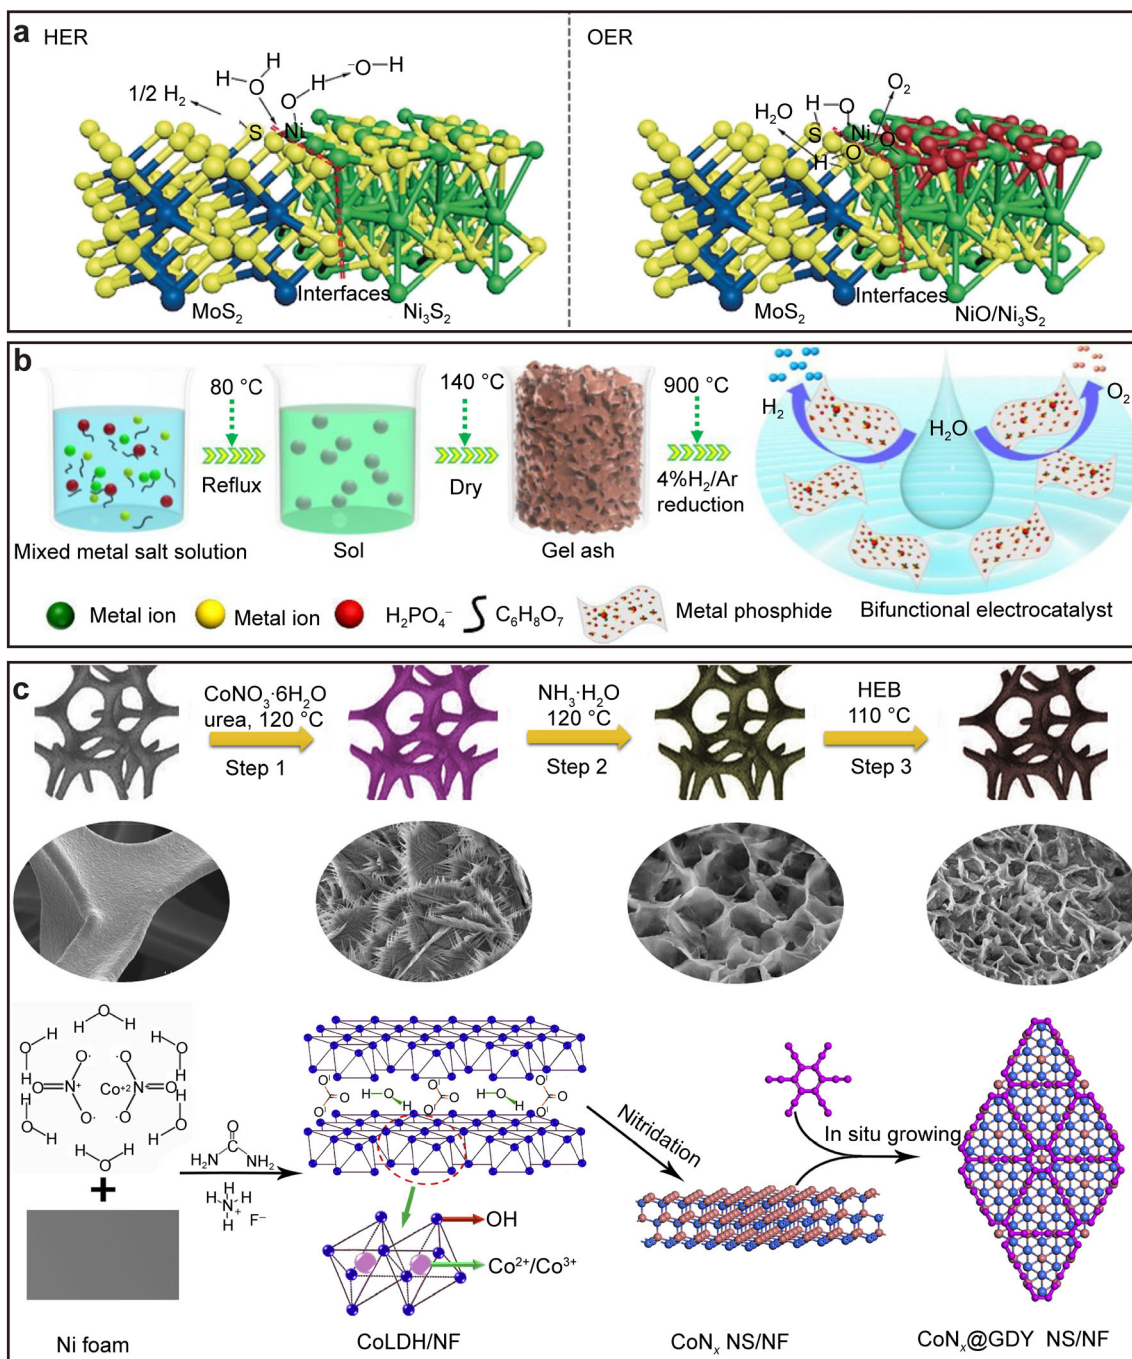 a HER
OER
H H
O
H
⁻O—H
O
1/2 H₂
S
Ni
Interfaces
MoS₂
Ni₃S₂
O₂
H₂O
H O
S
Ni
H O O
Interfaces
MoS₂
NiO/Ni₃S₂
b
80 °C
140 °C
900 °C
Reflux
Dry
4%H₂/Ar
reduction
H₂
H₂O
O₂
Mixed metal salt solution
Sol
Gel ash
Metal ion
Metal ion
H₂PO₄⁻
C₆H₈O₇
Metal phosphide
Bifunctional electrocatalyst
c
CoNO₃·6H₂O
urea, 120 °C
Step 1
NH₃·H₂O
120 °C
Step 2
HEB
110 °C
Step 3
H O H
H O H
H O H
O· ·O
O=N⁺ Co⁺² N=O
O· ·O
H O H
H O H
H O H
+
O
H₂N NH₂
H
H—N⁺—H
H
F⁻
O C O
O
H—O
H
O C O
O
H—O
H
O C O
O
OH
Co²⁺/Co³⁺
Nitridation
In situ growing
Ni foam
CoLDH/NF
CoNₓ NS/NF
CoNₓ@GDY NS/NF